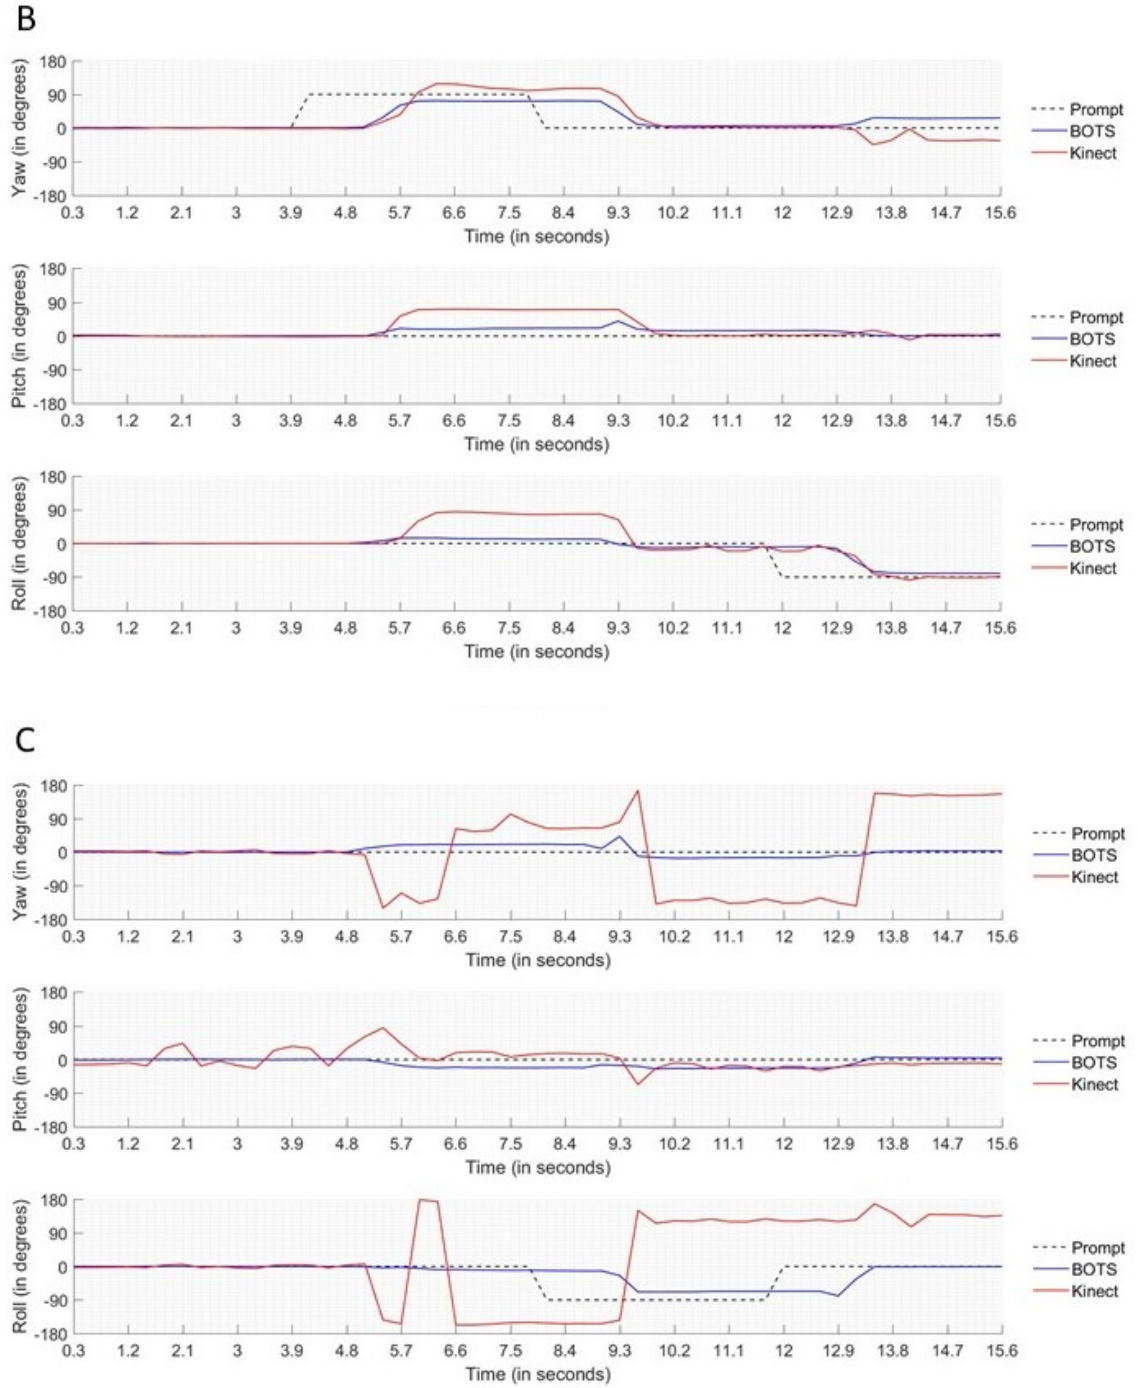 B
Yaw (in degrees)
180
90
0
-90
-180
0.3 1.2 2.1 3 3.9 4.8 5.7 6.6 7.5 8.4 9.3 10.2 11.1 12 12.9 13.8 14.7 15.6
Time (in seconds)
Prompt
BOTS
Kinect
Pitch (in degrees)
180
90
0
-90
-180
0.3 1.2 2.1 3 3.9 4.8 5.7 6.6 7.5 8.4 9.3 10.2 11.1 12 12.9 13.8 14.7 15.6
Time (in seconds)
Prompt
BOTS
Kinect
Roll (in degrees)
180
90
0
-90
-180
0.3 1.2 2.1 3 3.9 4.8 5.7 6.6 7.5 8.4 9.3 10.2 11.1 12 12.9 13.8 14.7 15.6
Time (in seconds)
Prompt
BOTS
Kinect
C
Yaw (in degrees)
180
90
0
-90
-180
0.3 1.2 2.1 3 3.9 4.8 5.7 6.6 7.5 8.4 9.3 10.2 11.1 12 12.9 13.8 14.7 15.6
Time (in seconds)
Prompt
BOTS
Kinect
Pitch (in degrees)
180
90
0
-90
-180
0.3 1.2 2.1 3 3.9 4.8 5.7 6.6 7.5 8.4 9.3 10.2 11.1 12 12.9 13.8 14.7 15.6
Time (in seconds)
Prompt
BOTS
Kinect
Roll (in degrees)
180
90
0
-90
-180
0.3 1.2 2.1 3 3.9 4.8 5.7 6.6 7.5 8.4 9.3 10.2 11.1 12 12.9 13.8 14.7 15.6
Time (in seconds)
Prompt
BOTS
Kinect